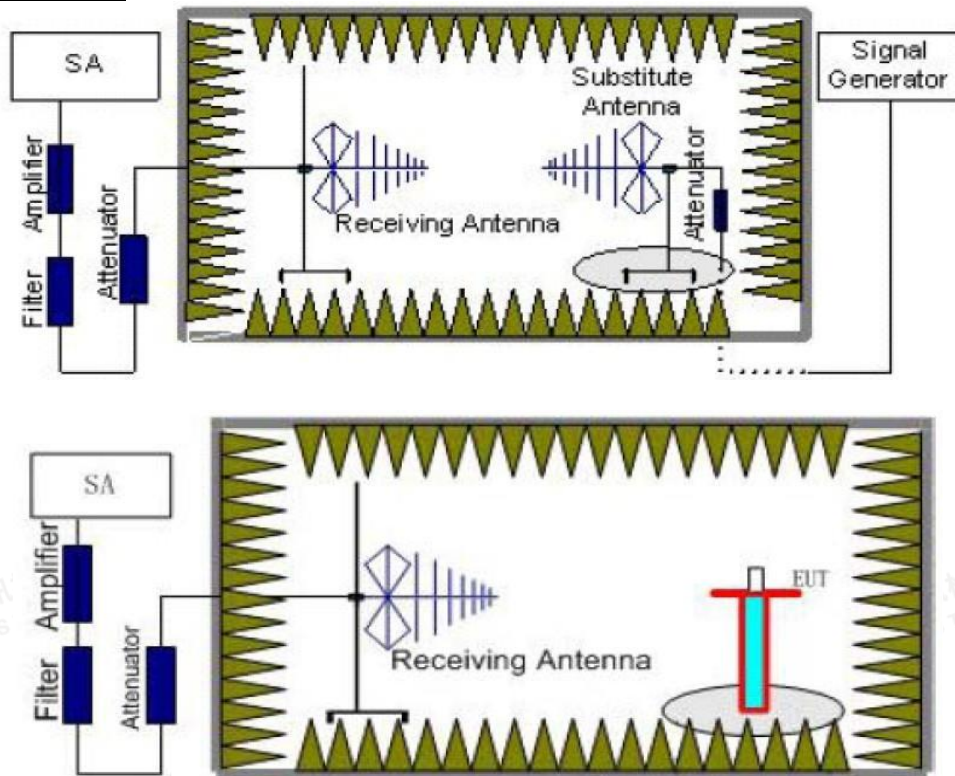 SA
Signal
Generator
Substitute
Antenna
Amplifier
Attenuator
Filter
Receiving Antenna
Attenuator
SA
Amplifier
Filter
Attenuator
Receiving Antenna
EUT